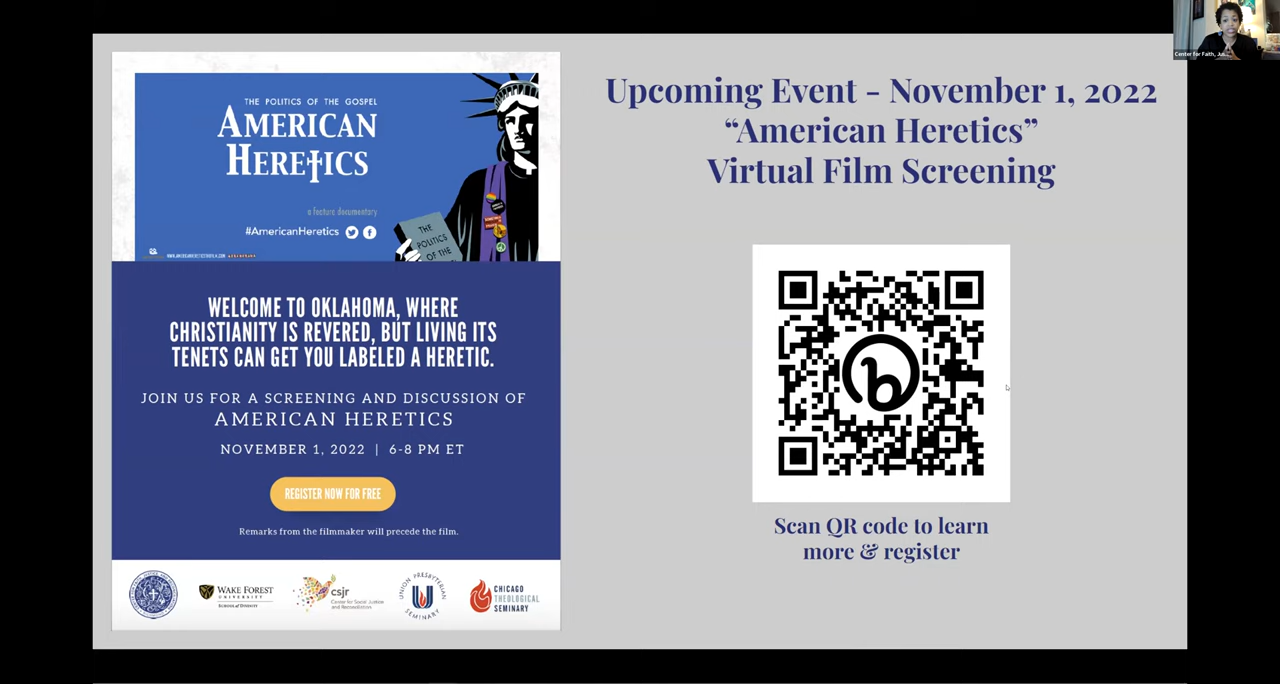 THE POLITICS OF THE GOSPEL
AMERICAN
HERETICS
a feature documentary
#AmericanHeretics
THE
POLITICS
OF THE
WELCOME TO OKLAHOMA, WHERE
CHRISTIANITY IS REVERED, BUT LIVING ITS
TENETS CAN GET YOU LABELED A HERETIC.
JOIN US FOR A SCREENING AND DISCUSSION OF
AMERICAN HERETICS
NOVEMBER 1, 2022 | 6-8 PM ET
REGISTER NOW FOR FREE
Remarks from the filmmaker will precede the film.
WAKE FOREST
UNIVERSITY
SCHOOL of DIVINITY
csjr
Center for Social Justice
and Reconciliation
UNION PRESBYTERIAN
SEMINARY
CHICAGO
THEOLOGICAL
SEMINARY
Upcoming Event - November 1, 2022
“American Heretics”
Virtual Film Screening
b
Scan QR code to learn
more & register
Center for Faith, Jus...